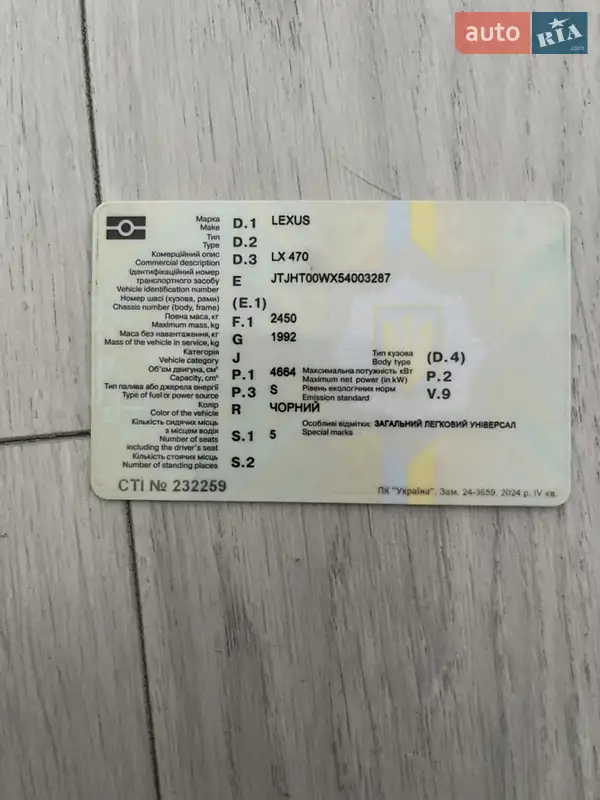 auto RIA .com
Марка D.1 LEXUS
Make
Тип D.2
Type
Комерційний опис D.3 LX 470
Commercial description
Ідентифікаційний номер
транспортного засобу E JTJHT00WX54003287
Vehicle identification number
Номер шасі (кузова, рами) (E.1)
Chassis number (body, frame)
Повна маса, кг F.1 2450
Maximum mass, kg
Маса без навантаження, кг G 1992
Mass of the vehicle in service, kg
Категорія J Тип кузова (D.4)
Vehicle category Body type
Об'єм двигуна, см³ P.1 4664 Максимальна потужність кВт P.2
Capacity, cm³ Maximum net power (in kW)
Тип палива або джерела енергії P.3 S Рівень екологічних норм V.9
Type of fuel or power source Emission standard
Колір R ЧОРНИЙ
Color of the vehicle
Кількість сидячих місць Особливі відмітки: ЗАГАЛЬНИЙ ЛЕГКОВИЙ УНІВЕРСАЛ
з місцем водія S.1 5 Special marks
Number of seats
including the driver's seat
Кількість стоячих місць S.2
Number of standing places
СТІ № 232259
ПК "Україна". Зам. 24-3659. 2024 р. IV кв.